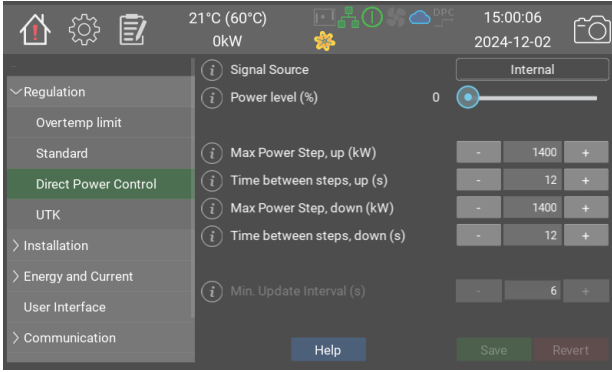 21°C (60°C)
0kW
DPC
15:00:06
2024-12-02
Regulation
Overtemp limit
Standard
Direct Power Control
UTK
Installation
Energy and Current
User Interface
Communication
Signal Source
Internal
Power level (%)
0
Max Power Step, up (kW)
- 1400 +
Time between steps, up (s)
- 12 +
Max Power Step, down (kW)
- 1400 +
Time between steps, down (s)
- 12 +
Min. Update Interval (s)
- 6 +
Help
Save
Revert